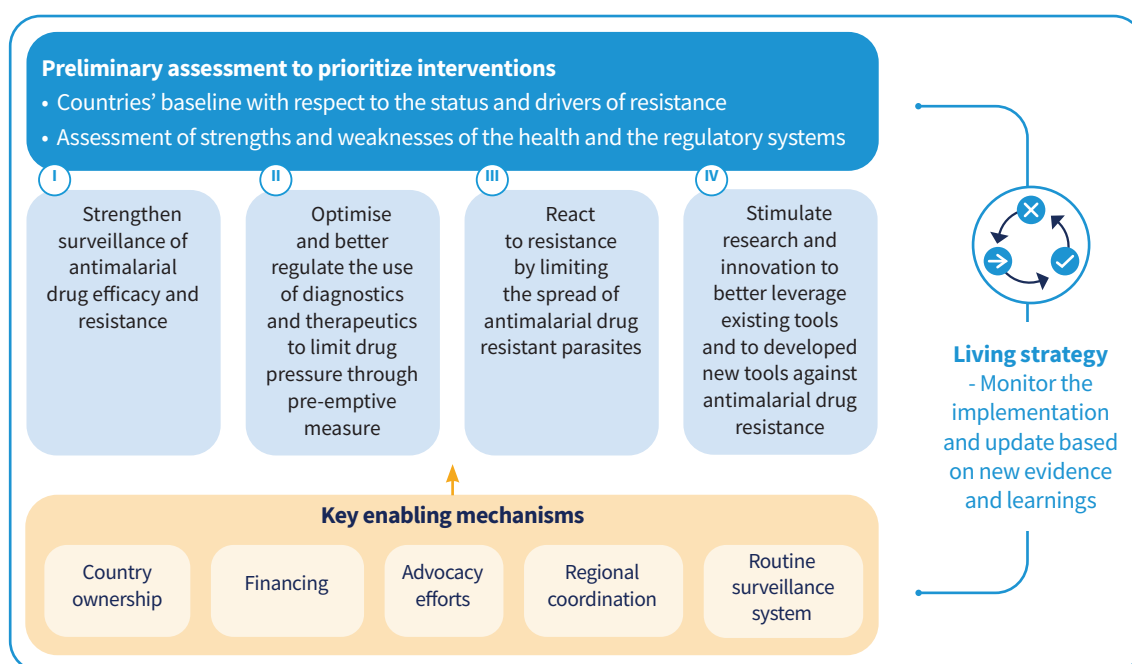 Preliminary assessment to prioritize interventions
• Countries’ baseline with respect to the status and drivers of resistance
• Assessment of strengths and weaknesses of the health and the regulatory systems
I
Strengthen
surveillance of
antimalarial
drug efficacy and
resistance
II
Optimise
and better
regulate the use
of diagnostics
and therapeutics
to limit drug
pressure through
pre-emptive
measure
III
React
to resistance
by limiting
the spread of
antimalarial drug
resistant parasites
IV
Stimulate
research and
innovation to
better leverage
existing tools
and to developed
new tools against
antimalarial drug
resistance
Key enabling mechanisms
Country
ownership
Financing
Advocacy
efforts
Regional
coordination
Routine
surveillance
system
Living strategy
- Monitor the
implementation
and update based
on new evidence
and learnings